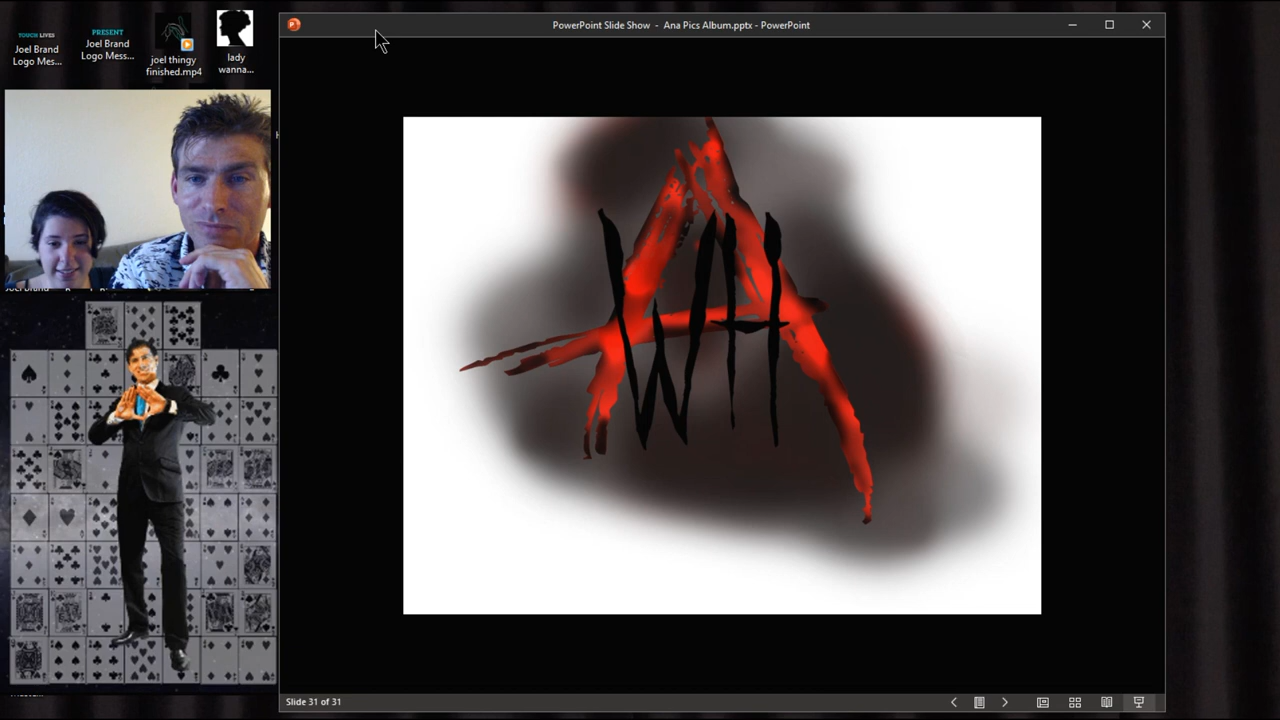 TOUCH LIVES
Joel Brand
Logo Mes...
PRESENT
Joel Brand
Logo Mess...
joel thingy
finished.mp4
lady
wanna...
PowerPoint Slide Show - Ana Pics Album.pptx - PowerPoint
A
WH
Slide 31 of 31